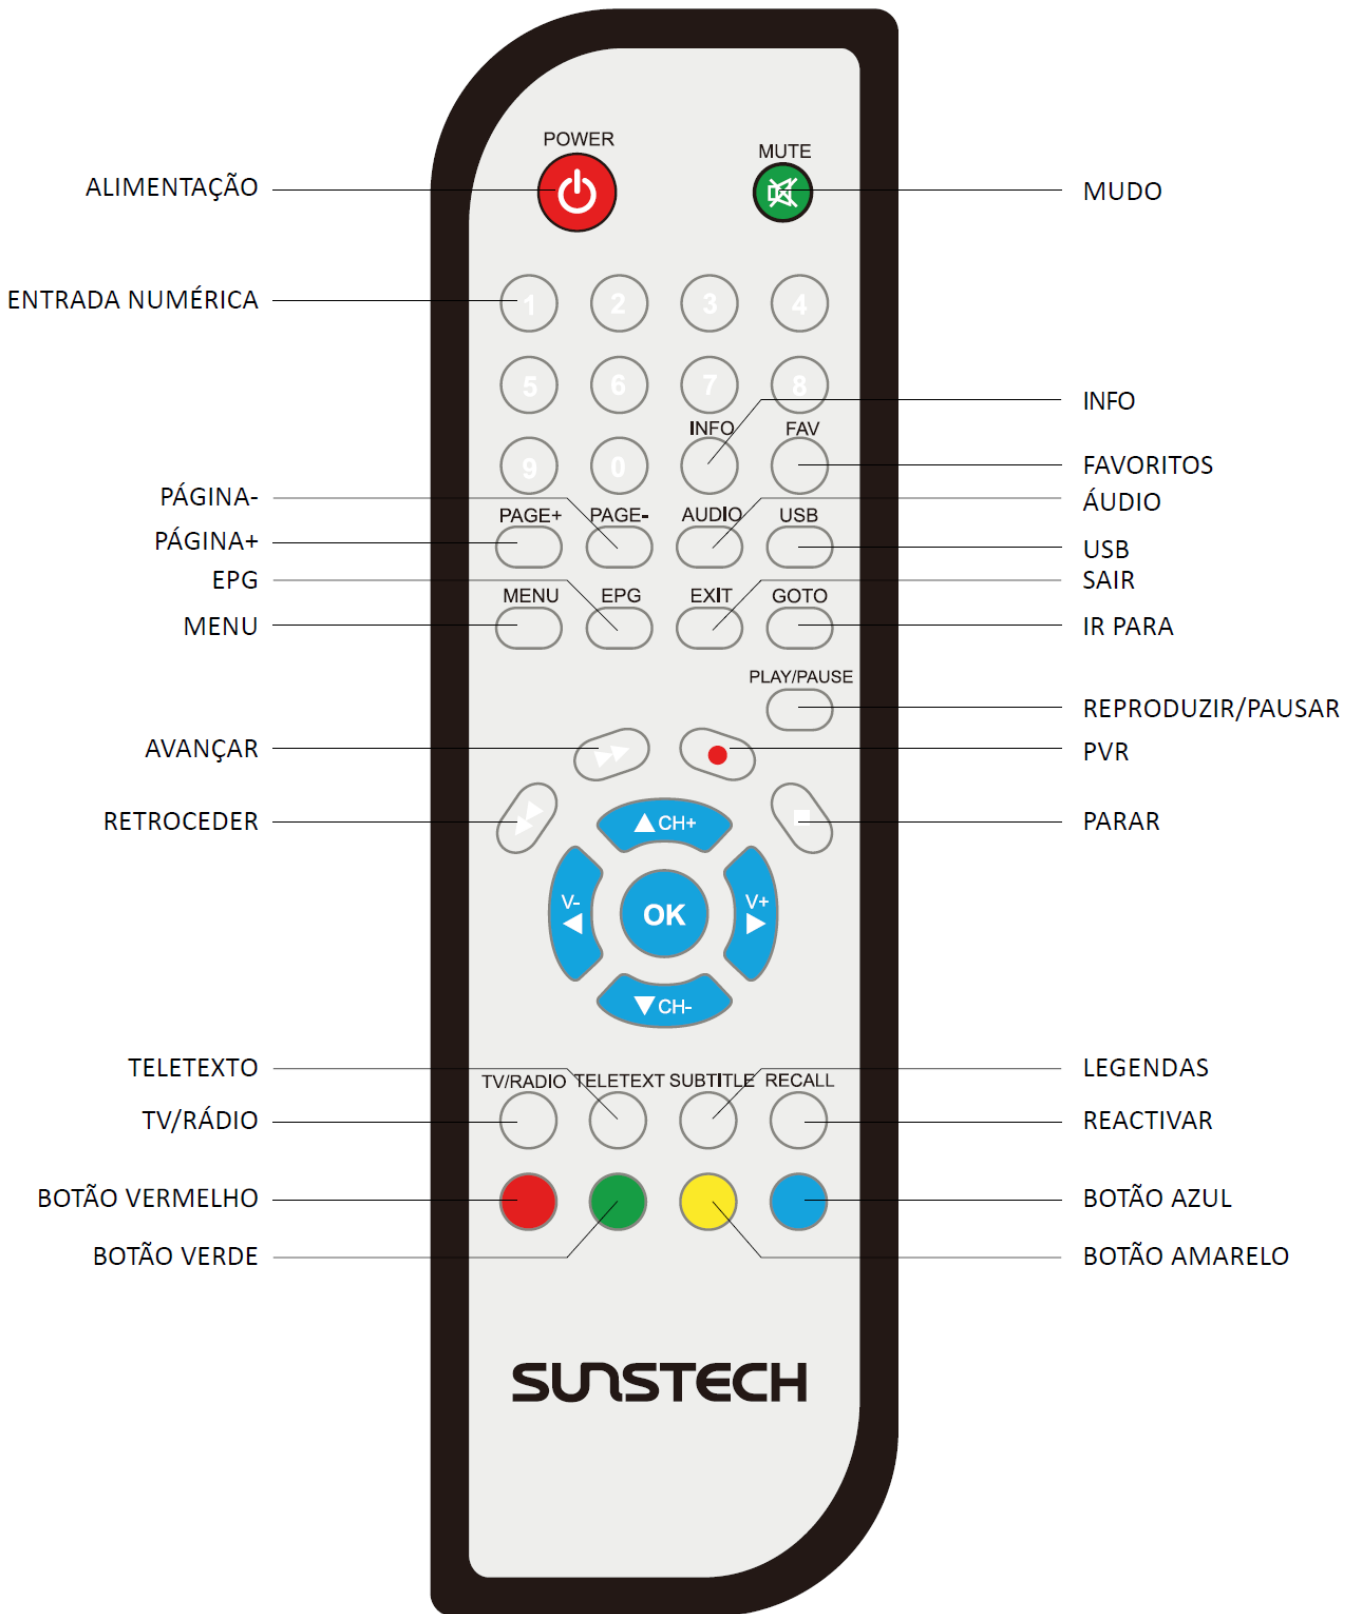 POWER
MUTE
ALIMENTAÇÃO
MUDO
ENTRADA NUMÉRICA
1 2 3 4
5 6 7 8
INFO
INFO FAV
9 0
FAVORITOS
PÁGINA-
ÁUDIO
PAGE+ PAGE- AUDIO USB
PÁGINA+
USB
EPG
SAIR
MENU EPG EXIT GOTO
MENU
IR PARA
PLAY/PAUSE
REPRODUZIR/PAUSAR
AVANÇAR
PVR
RETROCEDER
CH+
PARAR
V-
OK
V+
CH-
TELETEXTO
LEGENDAS
TV/RADIO TELETEXT SUBTITLE RECALL
TV/RÁDIO
REACTIVAR
BOTÃO VERMELHO
BOTÃO AZUL
BOTÃO VERDE
BOTÃO AMARELO
SUNSTECH